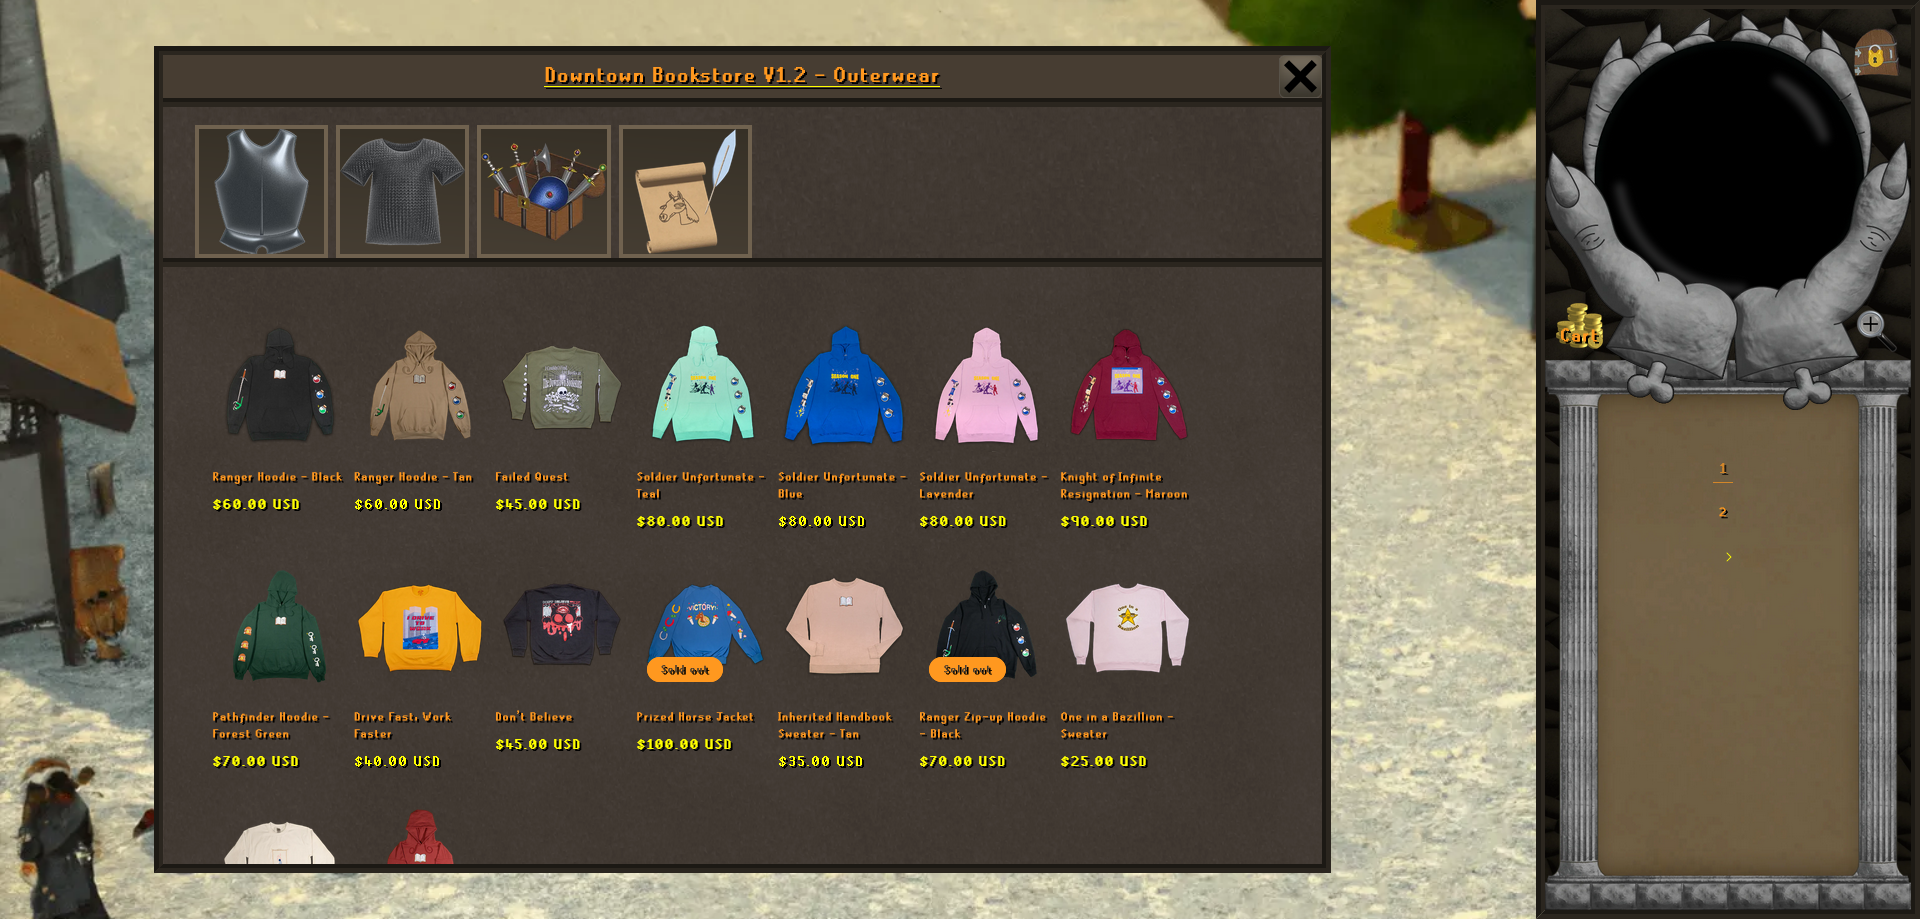 Downtown Bookstore V1.2 - Outerwear
Cart
Ranger Hoodie - Black
$60.00 USD
Ranger Hoodie - Tan
$60.00 USD
Failed Quest
$45.00 USD
Soldier Unfortunate -
Teal
$80.00 USD
Soldier Unfortunate -
Blue
$80.00 USD
Soldier Unfortunate -
Lavender
$80.00 USD
Knight of Infinite
Resignation - Maroon
$90.00 USD
Pathfinder Hoodie -
Forest Green
$70.00 USD
Drive Fast, Work
Faster
$40.00 USD
Don't Believe
$45.00 USD
VICTORY!
Sold out
Prized Horse Jacket
$100.00 USD
Inherited Handbook
Sweater - Tan
$35.00 USD
Sold out
Ranger Zip-up Hoodie
- Black
$70.00 USD
One in a Bazillion -
Sweater
$25.00 USD
1
2
>